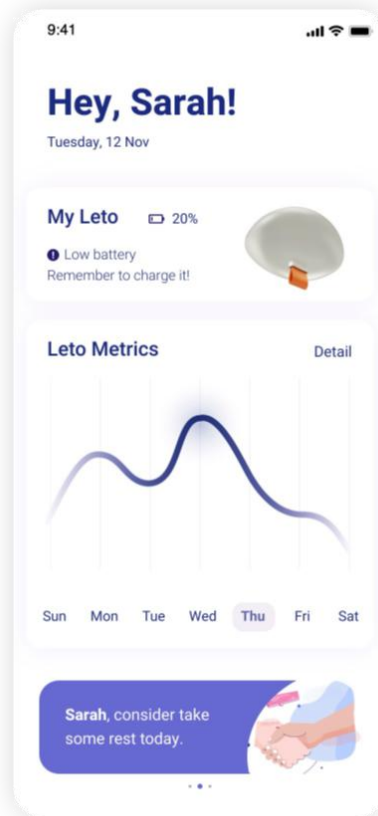 9:41
Hey, Sarah!
Tuesday, 12 Nov
My Leto 20%
Low battery
Remember to charge it!
Leto Metrics Detail
Sun Mon Tue Wed Thu Fri Sat
Sarah, consider take
some rest today.